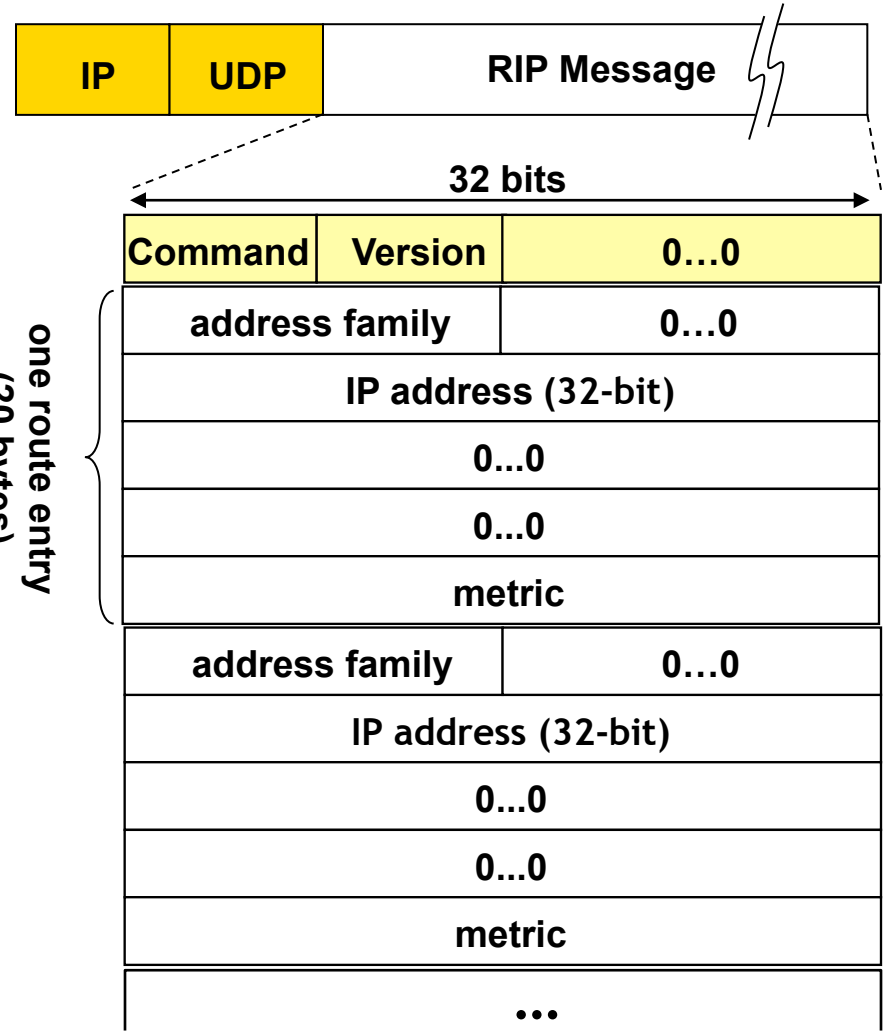 IP UDP RIP Message
32 bits
Command Version 0…0
address family 0…0
IP address (32-bit)
0...0
0...0
metric
one route entry
(20 bytes)
address family 0…0
IP address (32-bit)
0...0
0...0
metric
...